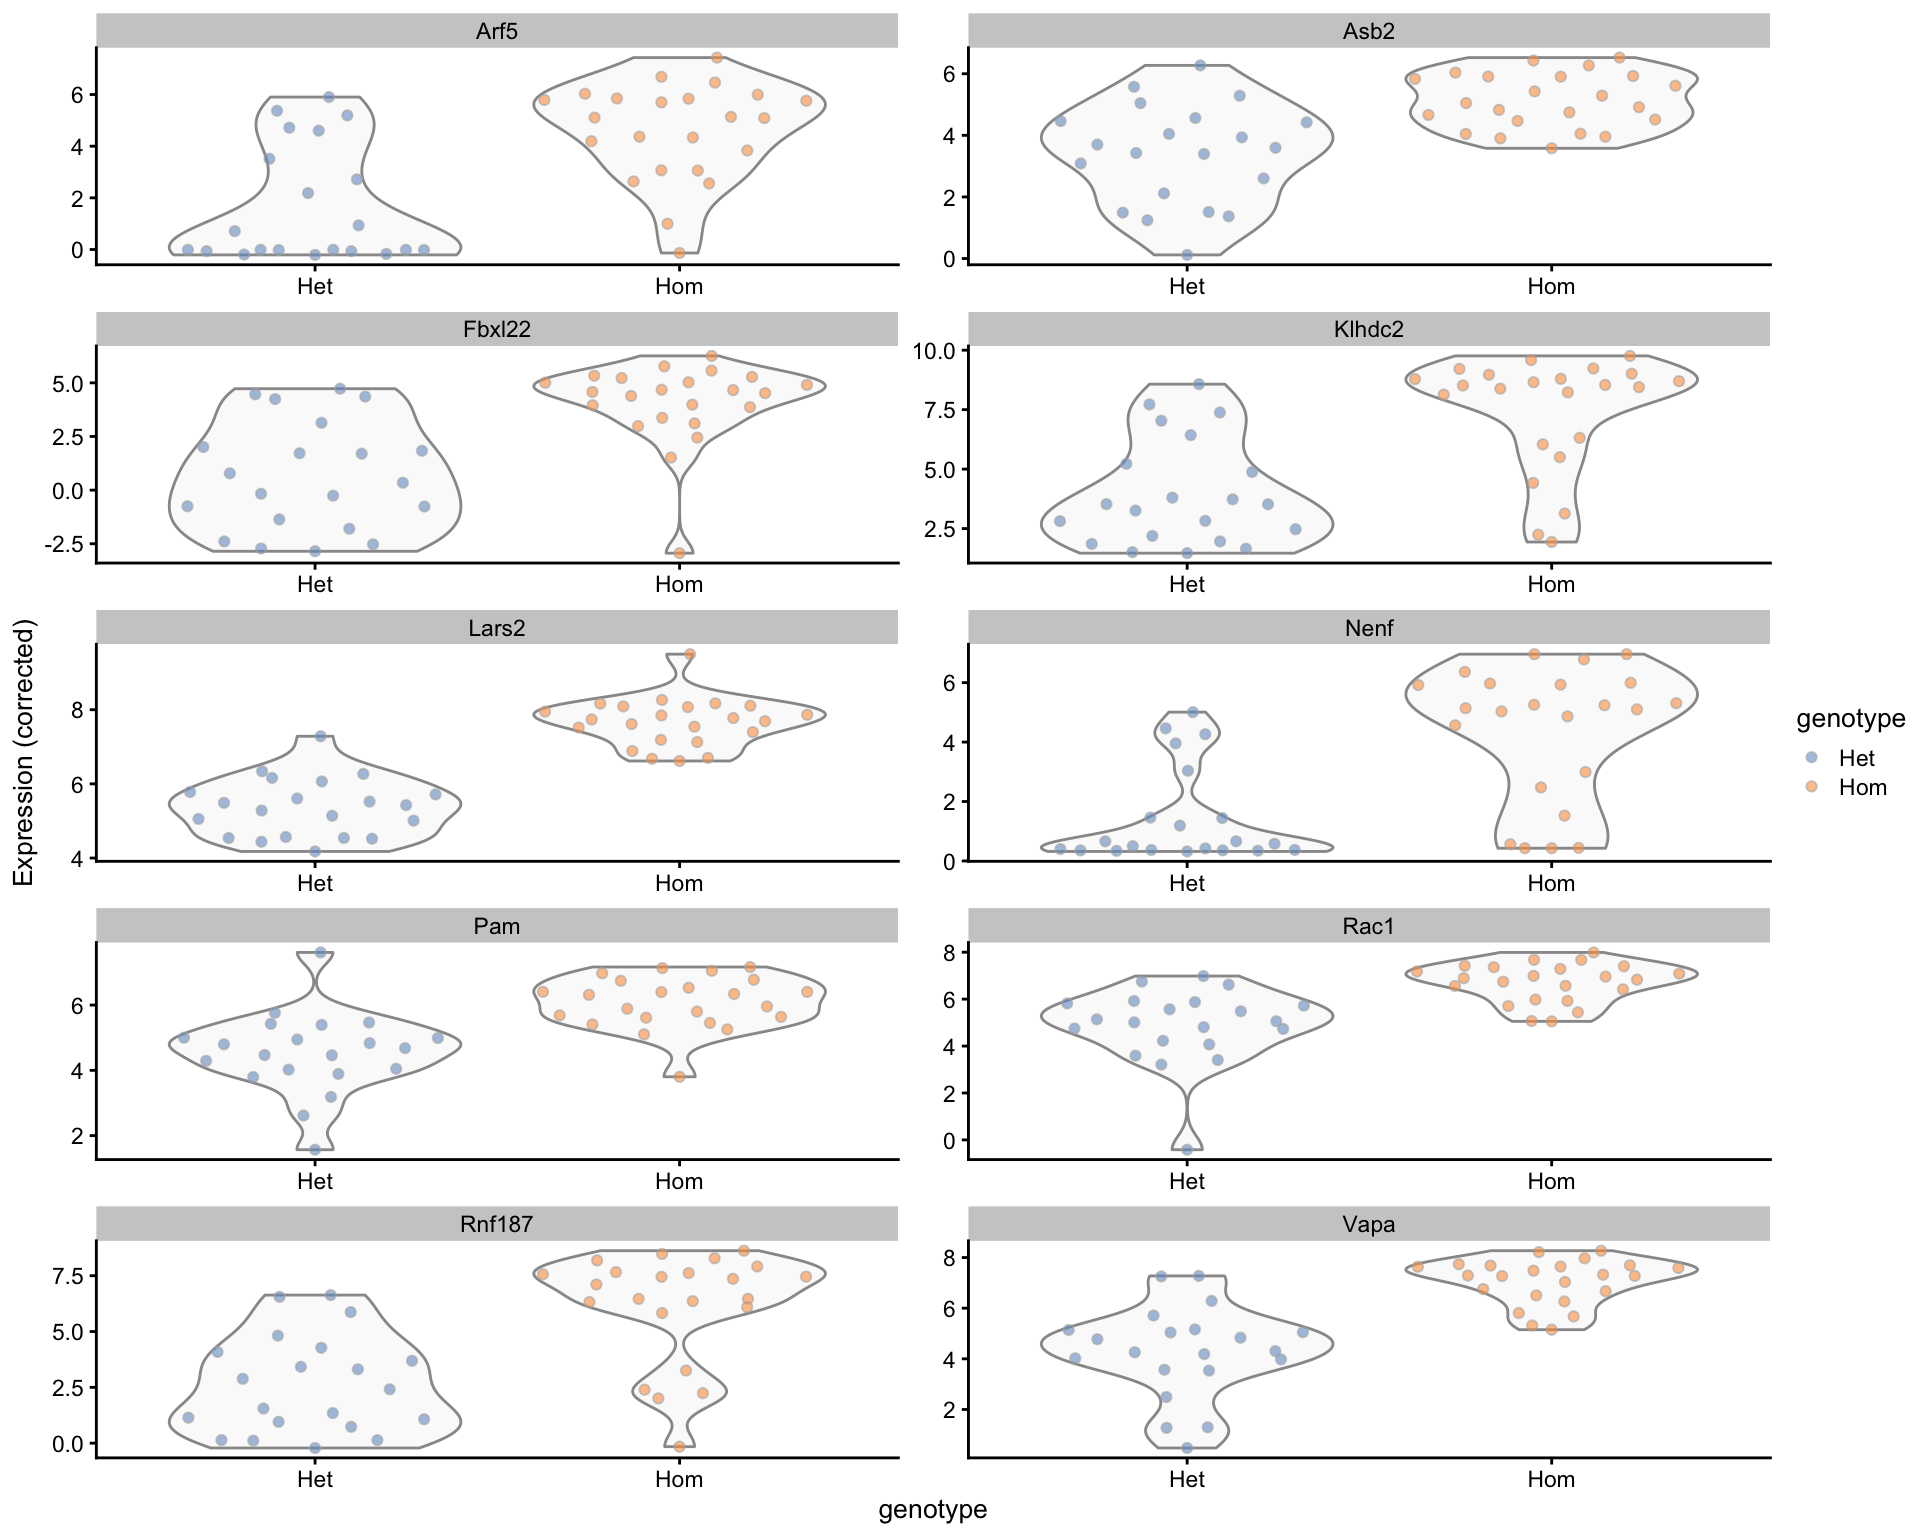 Arf5
Asb2
6
4
2
0
Het
Hom
6
4
2
0
Het
Hom
Fbxl22
Klhdc2
5.0
2.5
0.0
-2.5
Het
Hom
10.0
7.5
5.0
2.5
Het
Hom
Lars2
Nenf
8
6
4
Het
Hom
6
4
2
0
Het
Hom
Pam
Rac1
6
4
2
Het
Hom
8
6
4
2
0
Het
Hom
Rnf187
Vapa
7.5
5.0
2.5
0.0
Het
Hom
8
6
4
2
Het
Hom
Expression (corrected)
genotype
genotype
Het
Hom